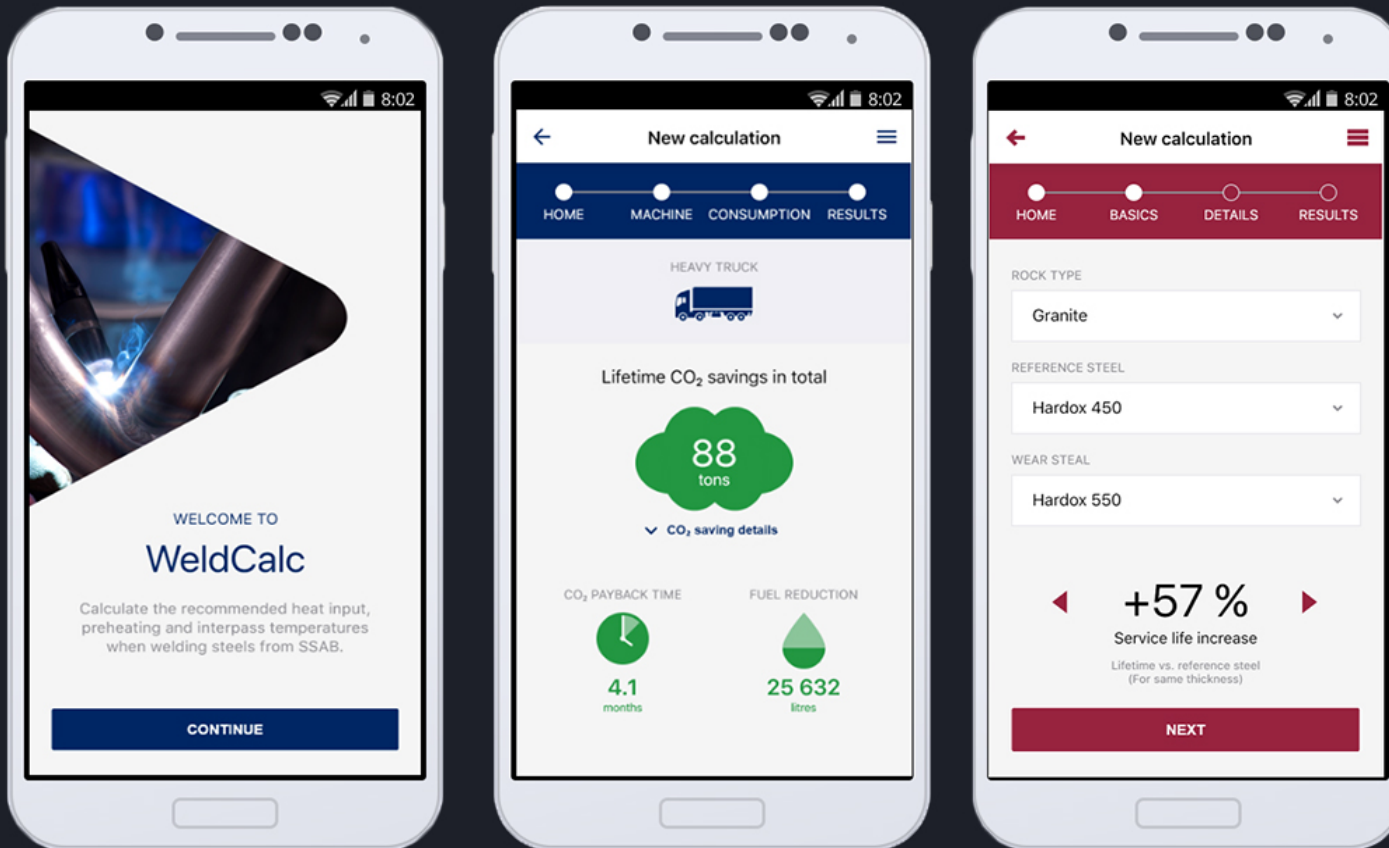 8:02
WELCOME TO
WeldCalc
Calculate the recommended heat input,
preheating and interpass temperatures
when welding steels from SSAB.
CONTINUE
8:02
New calculation
HOME MACHINE CONSUMPTION RESULTS
HEAVY TRUCK
Lifetime CO₂ savings in total
88
tons
CO₂ saving details
CO₂ PAYBACK TIME FUEL REDUCTION
4.1 25 632
months litres
8:02
New calculation
HOME BASICS DETAILS RESULTS
ROCK TYPE
Granite
REFERENCE STEEL
Hardox 450
WEAR STEAL
Hardox 550
+57 %
Service life increase
Lifetime vs. reference steel
(For same thickness)
NEXT